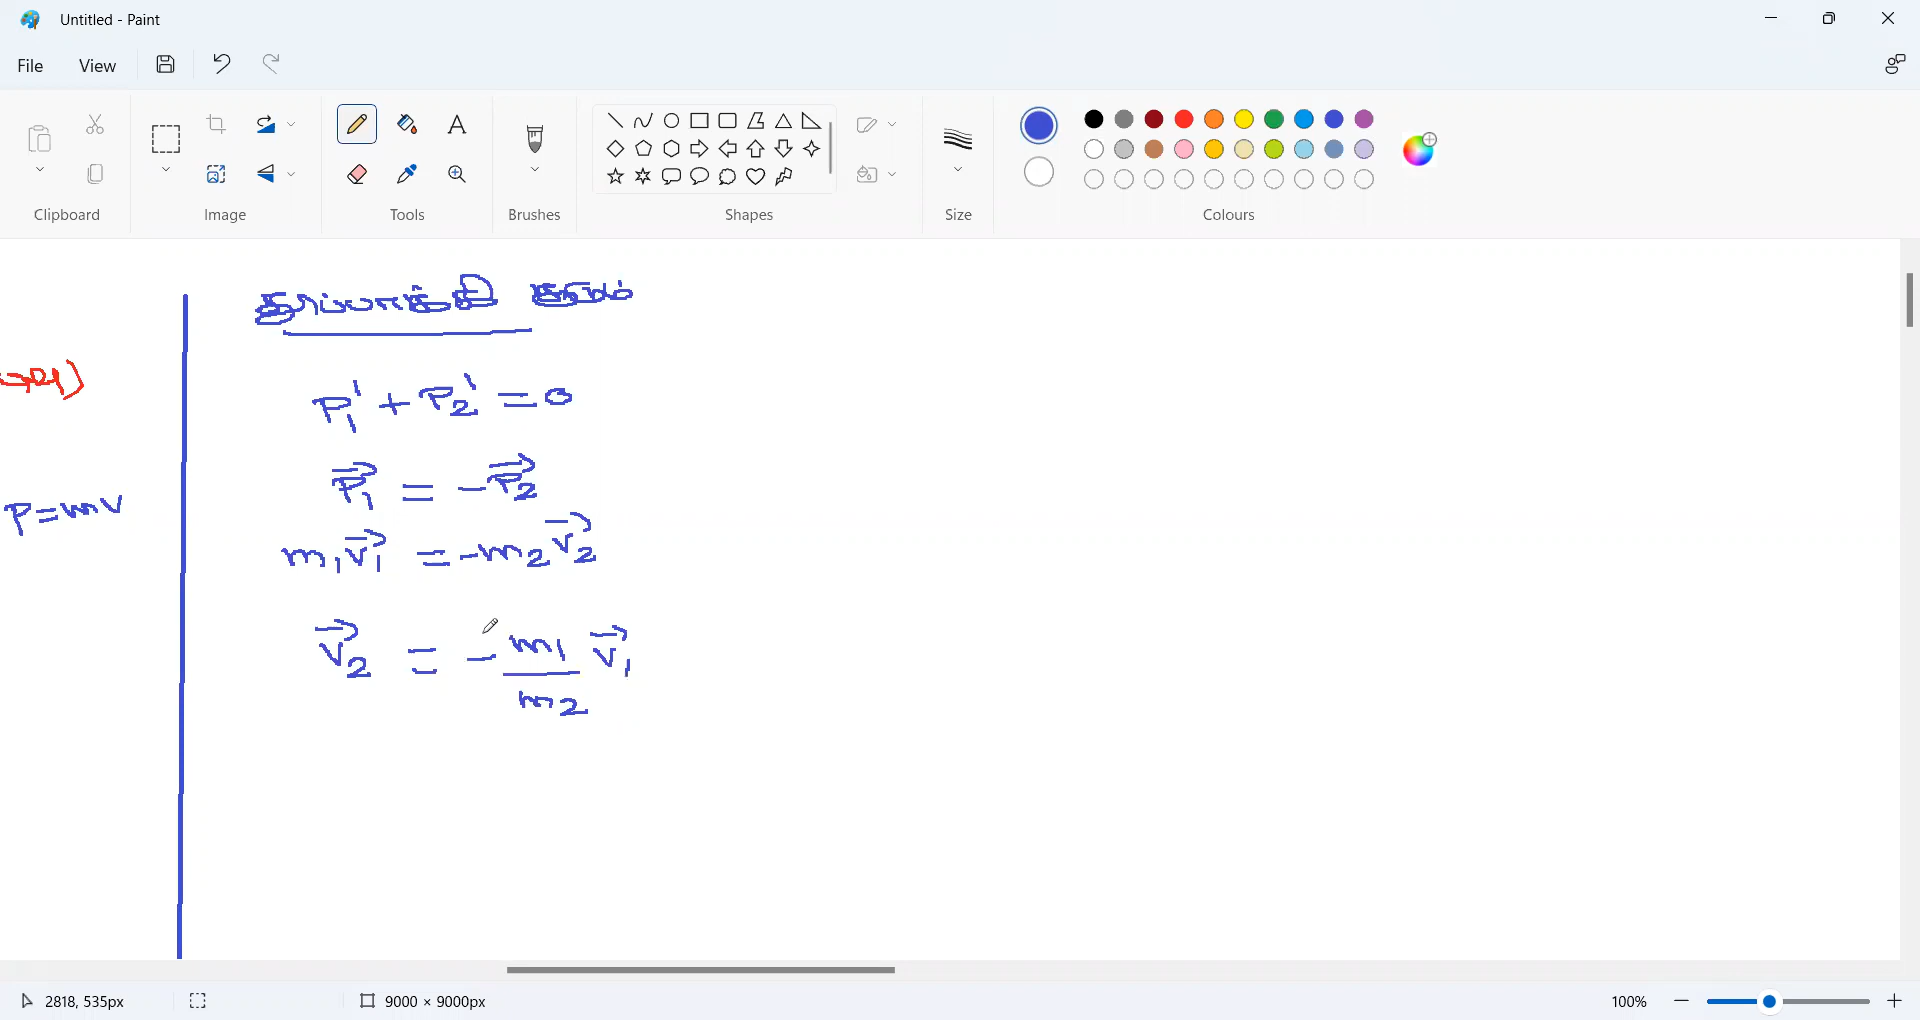 Untitled - Paint
File View
Clipboard Image Tools Brushes Shapes Size Colours
P₁' + P₂' = 0
P⃗₁ = -P⃗₂
P = mv
m₁v⃗₁ = -m₂v⃗₂
v⃗₂ = - m₁/m₂ v⃗₁
2818, 535px 9000 × 9000px 100%